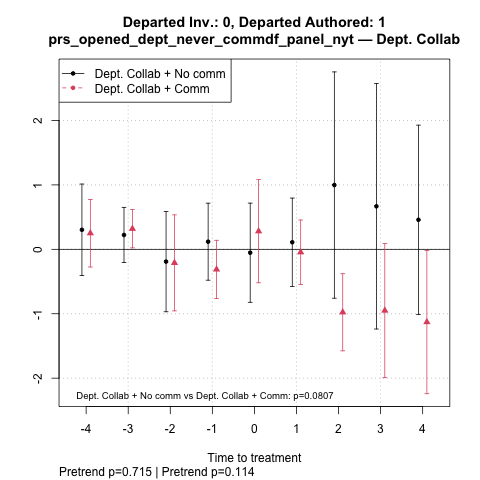 Departed Inv.: 0, Departed Authored: 1
prs_opened_dept_never_commdf_panel_nyt — Dept. Collab
Dept. Collab + No comm
Dept. Collab + Comm
2
1
0
-1
-2
Dept. Collab + No comm vs Dept. Collab + Comm: p=0.0807
-4 -3 -2 -1 0 1 2 3 4
Time to treatment
Pretrend p=0.715 | Pretrend p=0.114